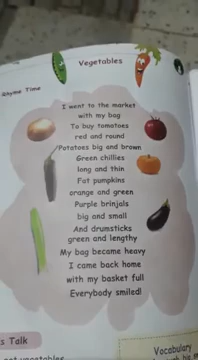 Vegetables
Rhyme Time
I went to the market
with my bag
To buy tomatoes
red and round
Potatoes big and brown
Green chillies
long and thin
Fat pumpkins
orange and green
Purple brinjals
big and small
And drumsticks
green and lengthy
My bag became heavy
I came back home
with my basket full
Everybody smiled!
s Talk
Vocabulary
vegetables